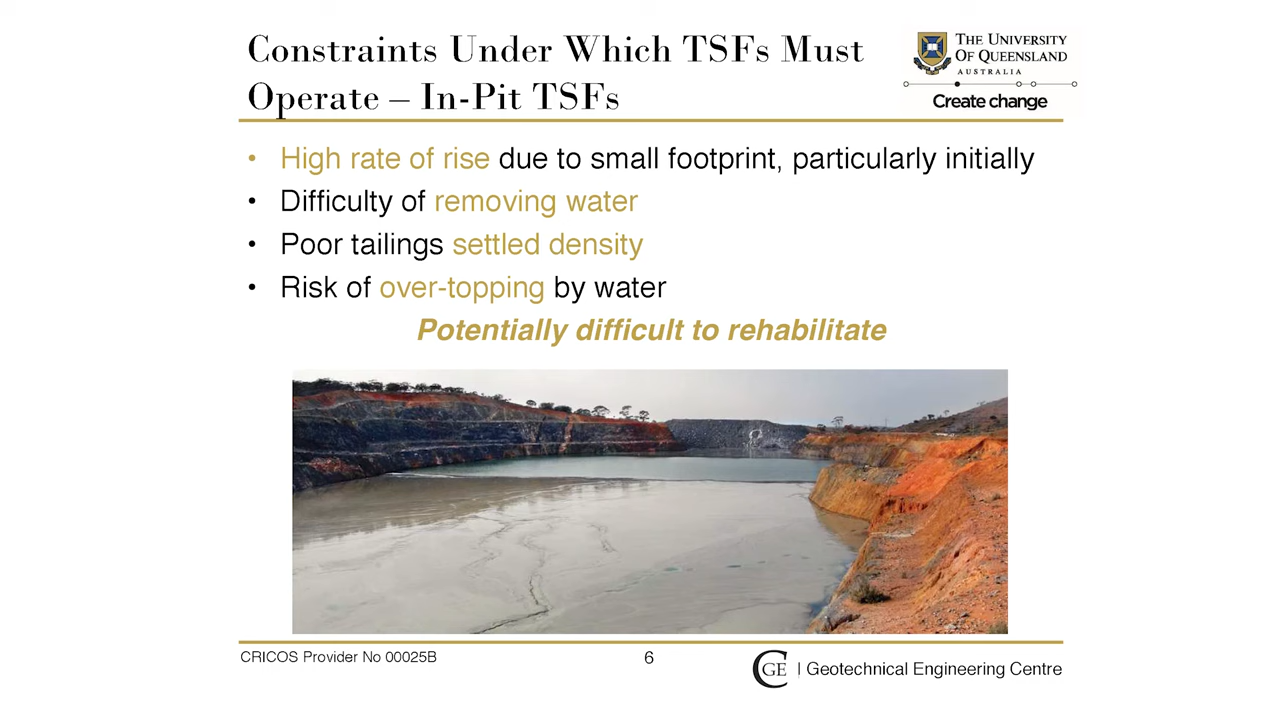 Constraints Under Which TSFs Must
Operate – In-Pit TSFs
THE UNIVERSITY
OF QUEENSLAND
AUSTRALIA
Create change
• High rate of rise due to small footprint, particularly initially
• Difficulty of removing water
• Poor tailings settled density
• Risk of over-topping by water
Potentially difficult to rehabilitate
CRICOS Provider No 00025B
6
CGE | Geotechnical Engineering Centre